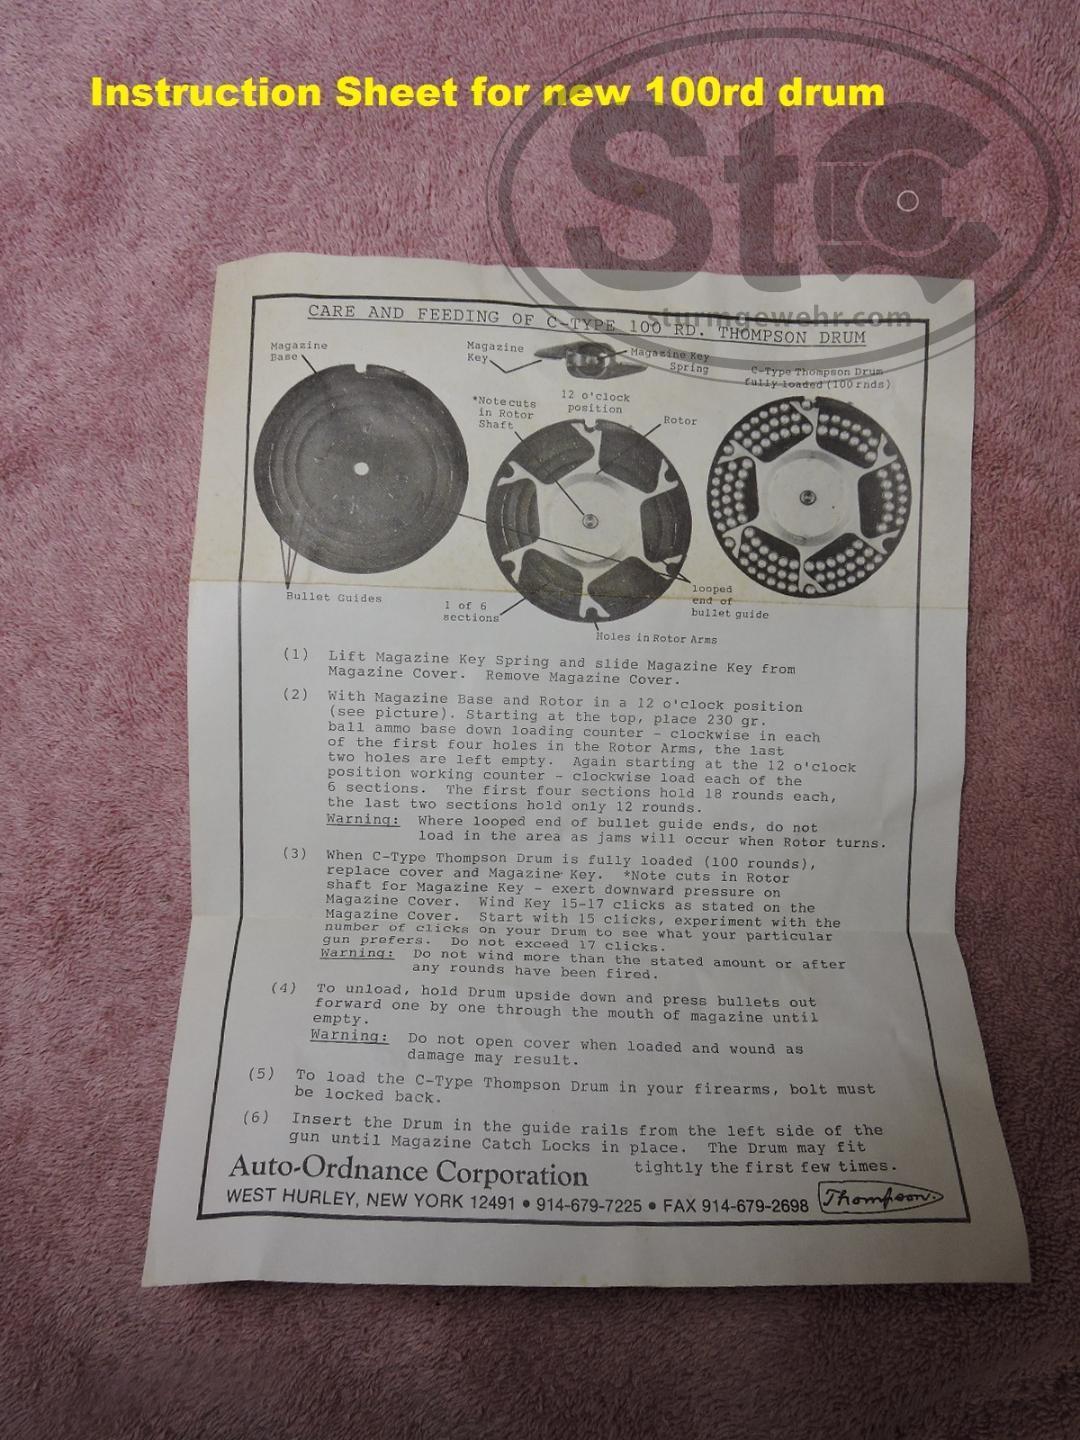 Instruction Sheet for new 100rd drum
StG
sturmgewehr.com
CARE AND FEEDING OF C-TYPE 100 RD. THOMPSON DRUM
Magazine
Base
Magazine
Key
Magazine Key
Spring
C-Type Thompson Drum
fully loaded (100 rnds)
*Note cuts
in Rotor
Shaft
12 o'clock
position
Rotor
Bullet Guides
1 of 6
sections
looped
end of
bullet guide
Holes in Rotor Arms
(1) Lift Magazine Key Spring and slide Magazine Key from
Magazine Cover. Remove Magazine Cover.
(2) With Magazine Base and Rotor in a 12 o'clock position
(see picture). Starting at the top, place 230 gr.
ball ammo base down loading counter - clockwise in each
of the first four holes in the Rotor Arms, the last
two holes are left empty. Again starting at the 12 o'clock
position working counter - clockwise load each of the
6 sections. The first four sections hold 18 rounds each,
the last two sections hold only 12 rounds.
Warning: Where looped end of bullet guide ends, do not
load in the area as jams will occur when Rotor turns.
(3) When C-Type Thompson Drum is fully loaded (100 rounds),
replace cover and Magazine Key. *Note cuts in Rotor
shaft for Magazine Key - exert downward pressure on
Magazine Cover. Wind Key 15-17 clicks as stated on the
Magazine Cover. Start with 15 clicks, experiment with the
number of clicks on your Drum to see what your particular
gun prefers. Do not exceed 17 clicks.
Warning: Do not wind more than the stated amount or after
any rounds have been fired.
(4) To unload, hold Drum upside down and press bullets out
forward one by one through the mouth of magazine until
empty.
Warning: Do not open cover when loaded and wound as
damage may result.
(5) To load the C-Type Thompson Drum in your firearms, bolt must
be locked back.
(6) Insert the Drum in the guide rails from the left side of the
gun until Magazine Catch Locks in place. The Drum may fit
tightly the first few times.
Auto-Ordnance Corporation
WEST HURLEY, NEW YORK 12491 • 914-679-7225 • FAX 914-679-2698
Thompson.